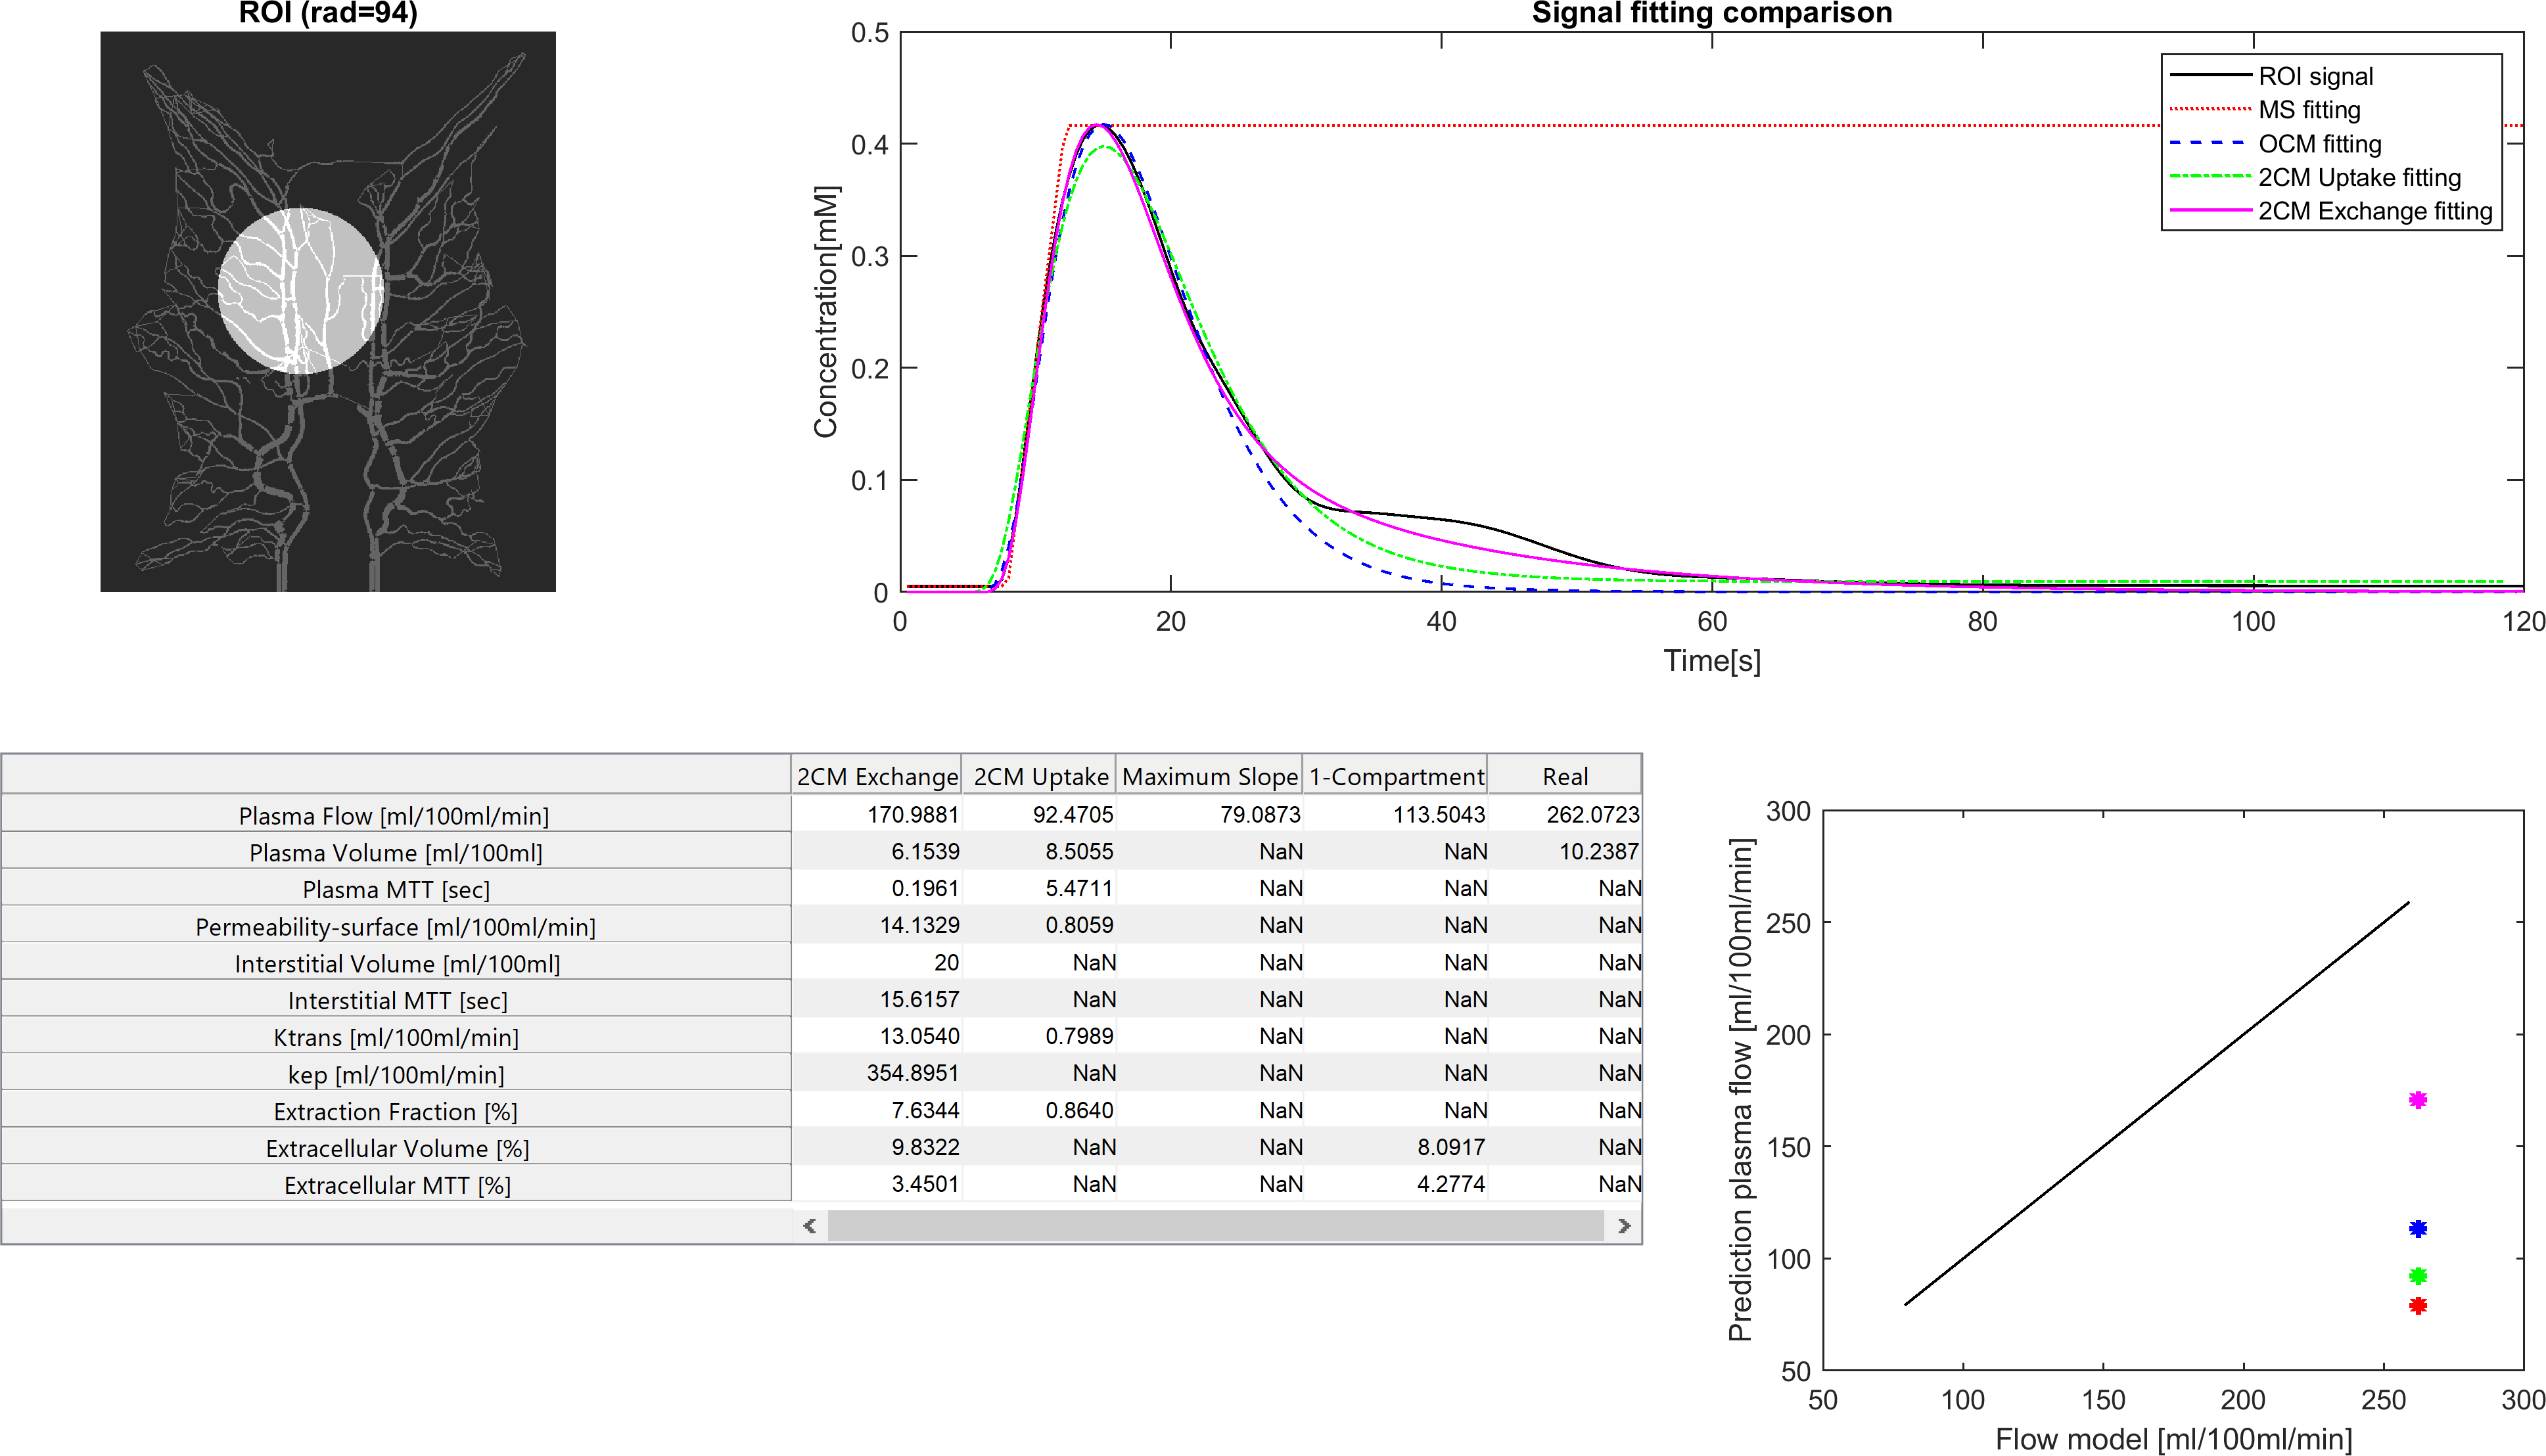 ROI (rad=94)
Signal fitting comparison
0.5
0.4
0.3
0.2
0.1
0
Concentration[mM]
0 20 40 60 80 100 120
Time[s]
ROI signal
MS fitting
OCM fitting
2CM Uptake fitting
2CM Exchange fitting
2CM Exchange 2CM Uptake Maximum Slope 1-Compartment Real
Plasma Flow [ml/100ml/min] 170.9881 92.4705 79.0873 113.5043 262.0723
Plasma Volume [ml/100ml] 6.1539 8.5055 NaN NaN 10.2387
Plasma MTT [sec] 0.1961 5.4711 NaN NaN NaN
Permeability-surface [ml/100ml/min] 14.1329 0.8059 NaN NaN NaN
Interstitial Volume [ml/100ml] 20 NaN NaN NaN NaN
Interstitial MTT [sec] 15.6157 NaN NaN NaN NaN
Ktrans [ml/100ml/min] 13.0540 0.7989 NaN NaN NaN
kep [ml/100ml/min] 354.8951 NaN NaN NaN NaN
Extraction Fraction [%] 7.6344 0.8640 NaN NaN NaN
Extracellular Volume [%] 9.8322 NaN NaN 8.0917 NaN
Extracellular MTT [%] 3.4501 NaN NaN 4.2774 NaN
300
250
200
150
100
50
Prediction plasma flow [ml/100ml/min]
50 100 150 200 250 300
Flow model [ml/100ml/min]